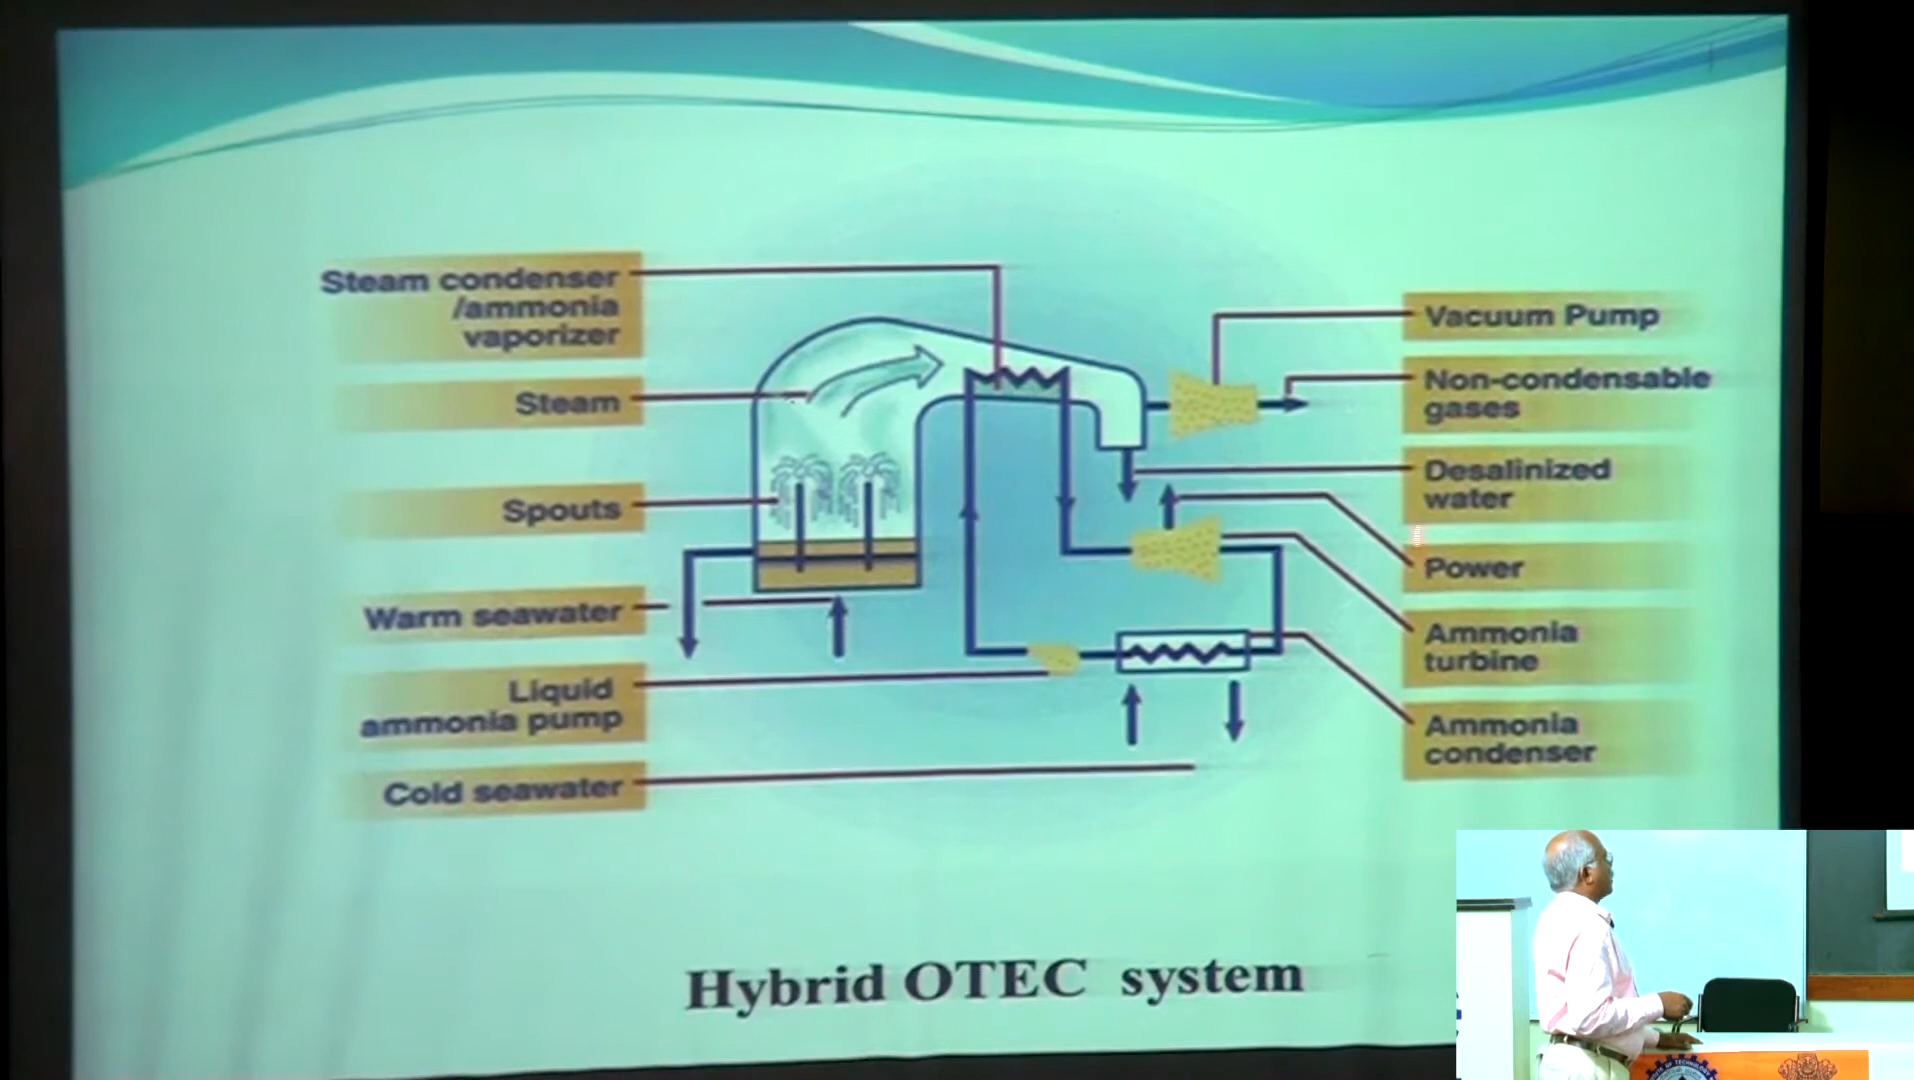 Steam condenser
/ammonia
vaporizer
Steam
Spouts
Warm seawater
Liquid
ammonia pump
Cold seawater
Vacuum Pump
Non-condensable
gases
Desalinized
water
Power
Ammonia
turbine
Ammonia
condenser
Hybrid OTEC system